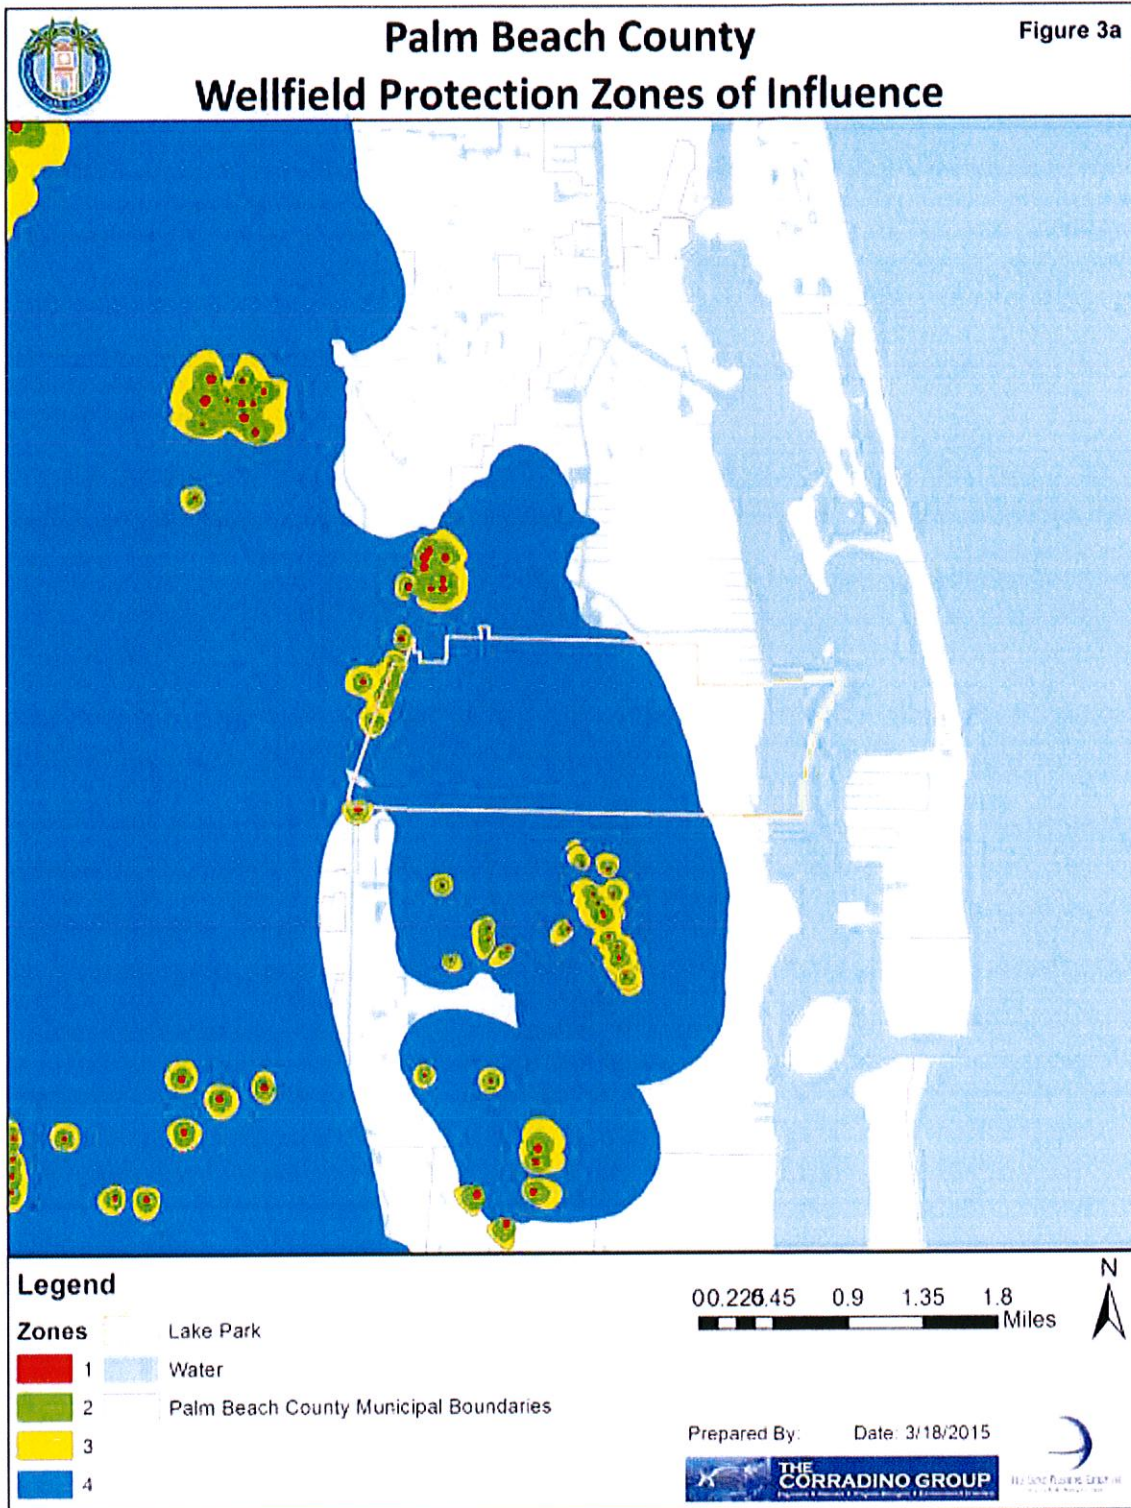 Palm Beach County
Wellfield Protection Zones of Influence
Figure 3a
Legend
Zones
1
2
3
4
Lake Park
Water
Palm Beach County Municipal Boundaries
00.2250.45 0.9 1.35 1.8
Miles
N
Prepared By: Date: 3/18/2015
THE
CORRADINO GROUP